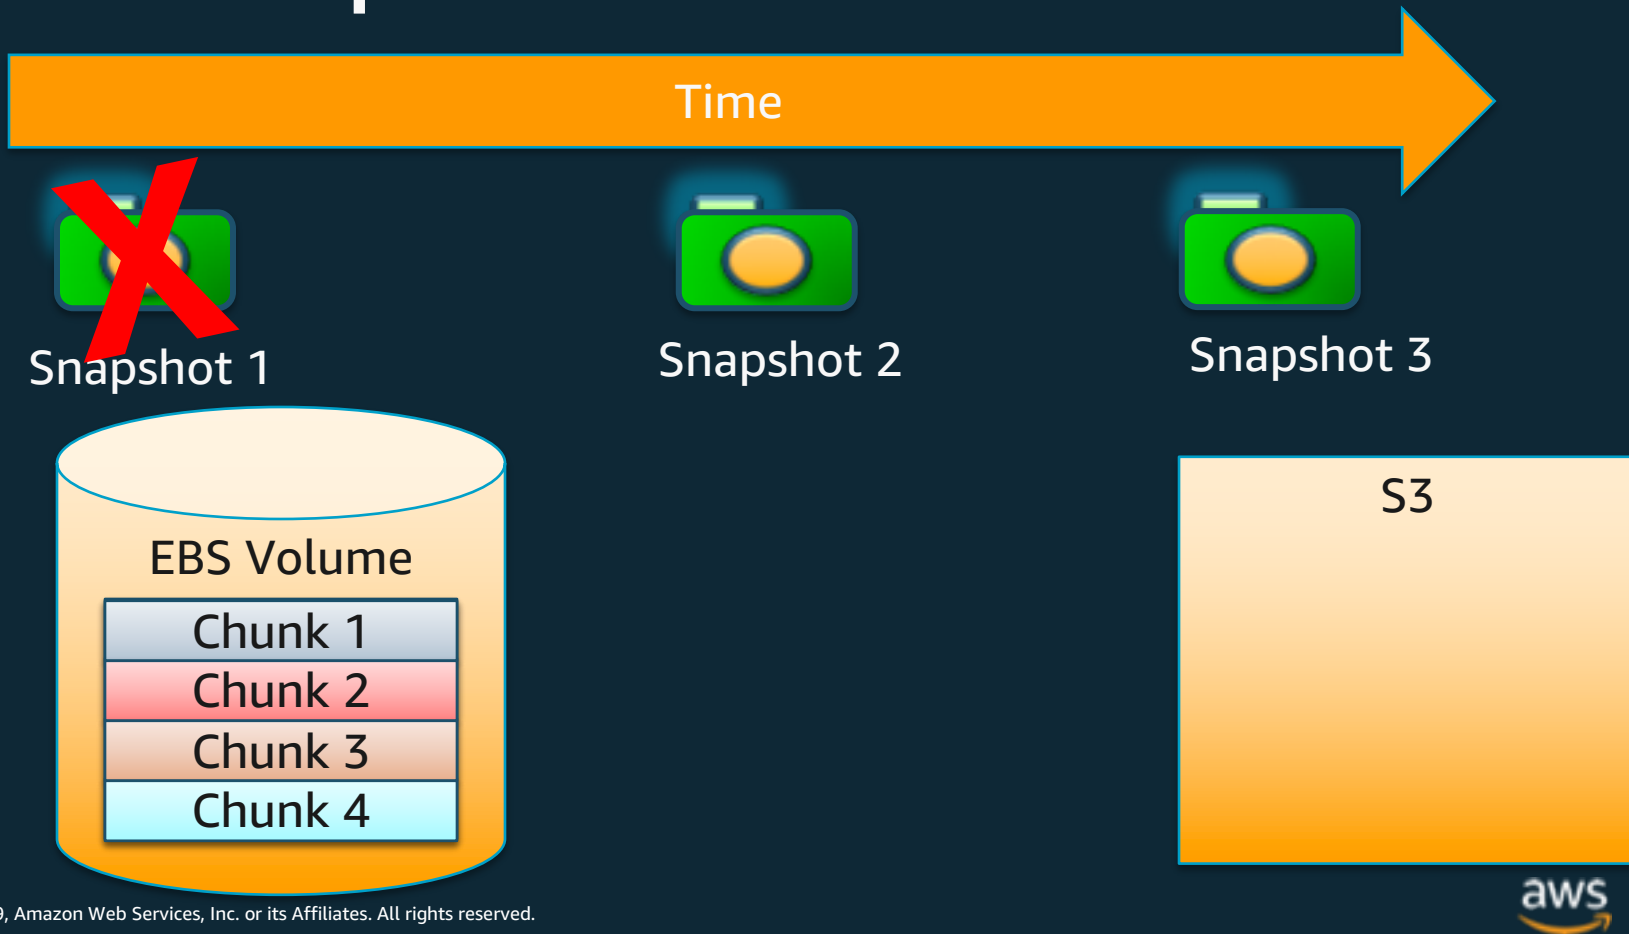 Time
Snapshot 1
Snapshot 2
Snapshot 3
EBS Volume
Chunk 1
Chunk 2
Chunk 3
Chunk 4
S3
, Amazon Web Services, Inc. or its Affiliates. All rights reserved.
aws